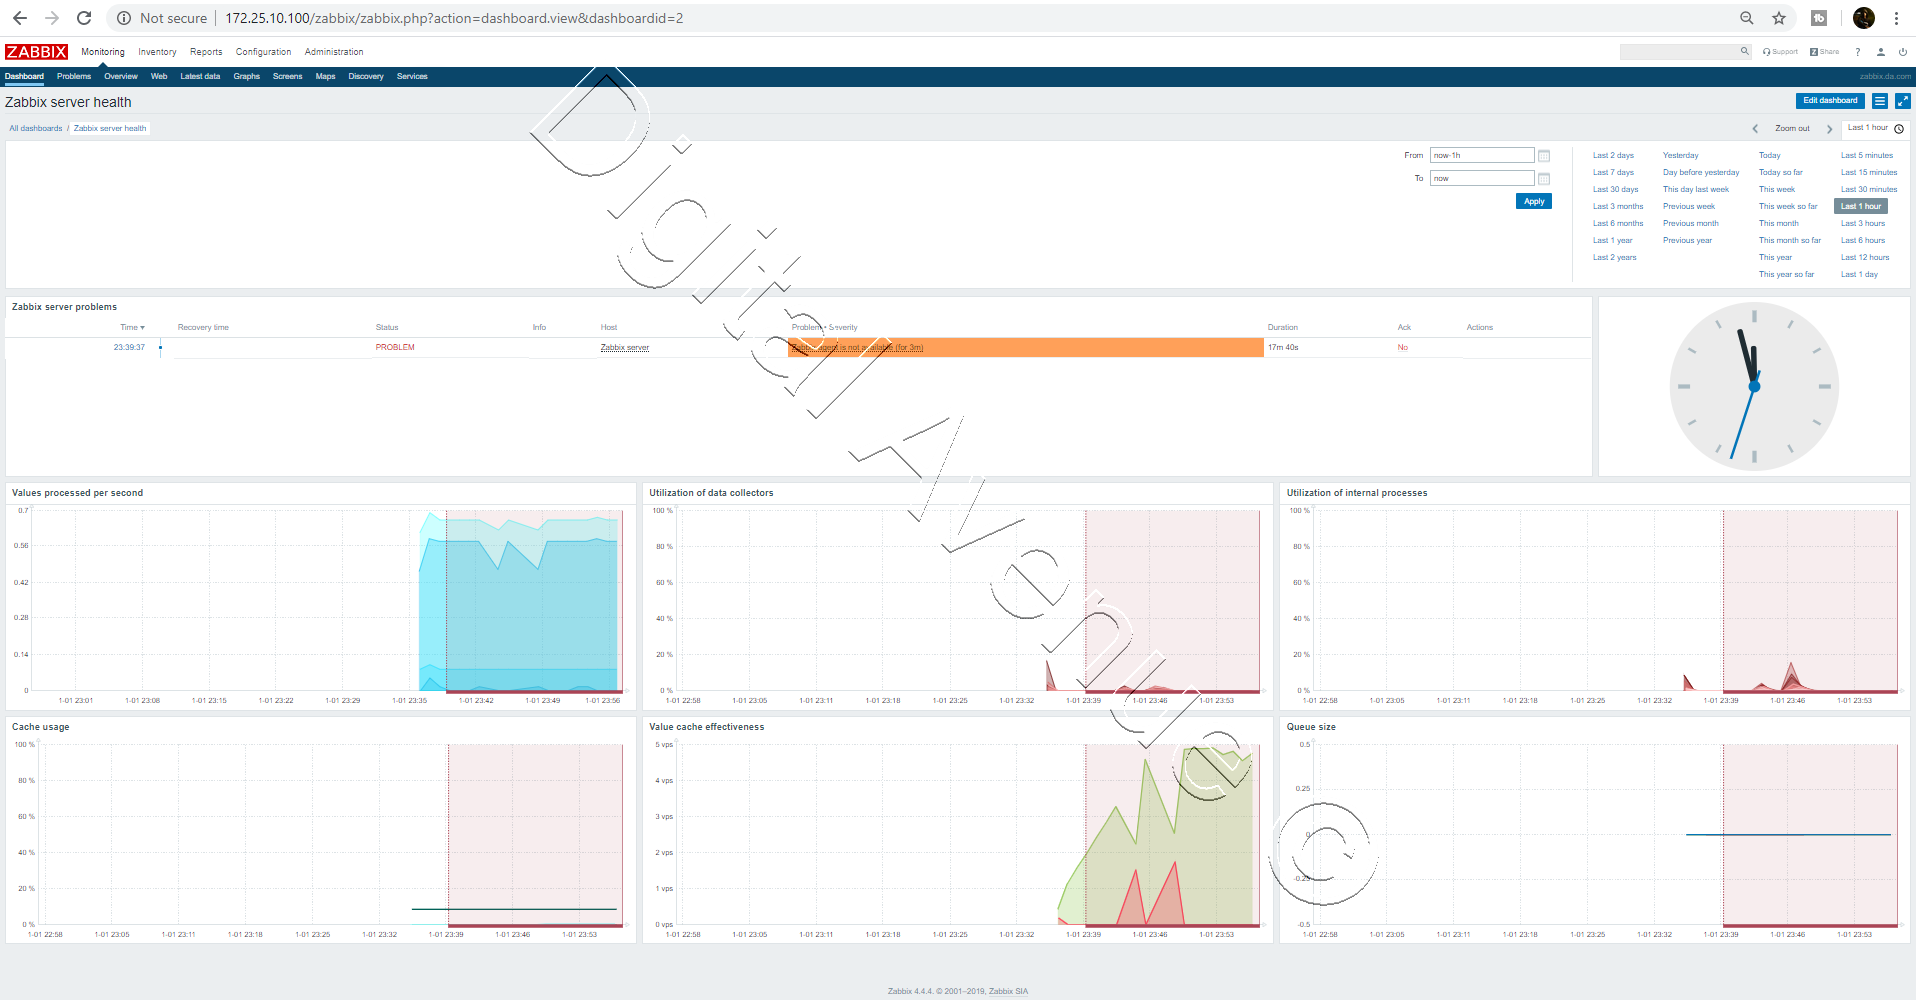 Not secure | 172.25.10.100/zabbix/zabbix.php?action=dashboard.view&dashboardid=2
ZABBIX Monitoring Inventory Reports Configuration Administration Support Share ?
Dashboard Problems Overview Web Latest data Graphs Screens Maps Discovery Services zabbix.da.com
Zabbix server health Edit dashboard
All dashboards / Zabbix server health Zoom out Last 1 hour
From now-1h
To now
Apply
Last 2 days Yesterday Today Last 5 minutes
Last 7 days Day before yesterday Today so far Last 15 minutes
Last 30 days This day last week This week Last 30 minutes
Last 3 months Previous week This week so far Last 1 hour
Last 6 months Previous month This month Last 3 hours
Last 1 year Previous year This month so far Last 6 hours
Last 2 years This year Last 12 hours
This year so far Last 1 day
Zabbix server problems
Time Recovery time Status Info Host Problem • Severity Duration Ack Actions
23:39:37 PROBLEM Zabbix server Zabbix agent is not available (for 3m) 17m 40s No
Values processed per second
0.7
0.56
0.42
0.28
0.14
0
1-01 23:01 1-01 23:08 1-01 23:15 1-01 23:22 1-01 23:29 1-01 23:35 1-01 23:42 1-01 23:49 1-01 23:56
Utilization of data collectors
100 %
80 %
60 %
40 %
20 %
0 %
1-01 22:58 1-01 23:05 1-01 23:11 1-01 23:18 1-01 23:25 1-01 23:32 1-01 23:39 1-01 23:46 1-01 23:53
Utilization of internal processes
100 %
80 %
60 %
40 %
20 %
0 %
1-01 22:58 1-01 23:05 1-01 23:11 1-01 23:18 1-01 23:25 1-01 23:32 1-01 23:39 1-01 23:46 1-01 23:53
Cache usage
100 %
80 %
60 %
40 %
20 %
0 %
1-01 22:58 1-01 23:05 1-01 23:11 1-01 23:18 1-01 23:25 1-01 23:32 1-01 23:39 1-01 23:46 1-01 23:53
Value cache effectiveness
5 vps
4 vps
3 vps
2 vps
1 vps
0 vps
1-01 22:58 1-01 23:05 1-01 23:11 1-01 23:18 1-01 23:25 1-01 23:32 1-01 23:39 1-01 23:46 1-01 23:53
Queue size
0.5
0.25
0
-0.25
-0.5
1-01 22:58 1-01 23:05 1-01 23:11 1-01 23:18 1-01 23:25 1-01 23:32 1-01 23:39 1-01 23:46 1-01 23:53
Zabbix 4.4.4. © 2001–2019, Zabbix SIA
Digital Avenue ©